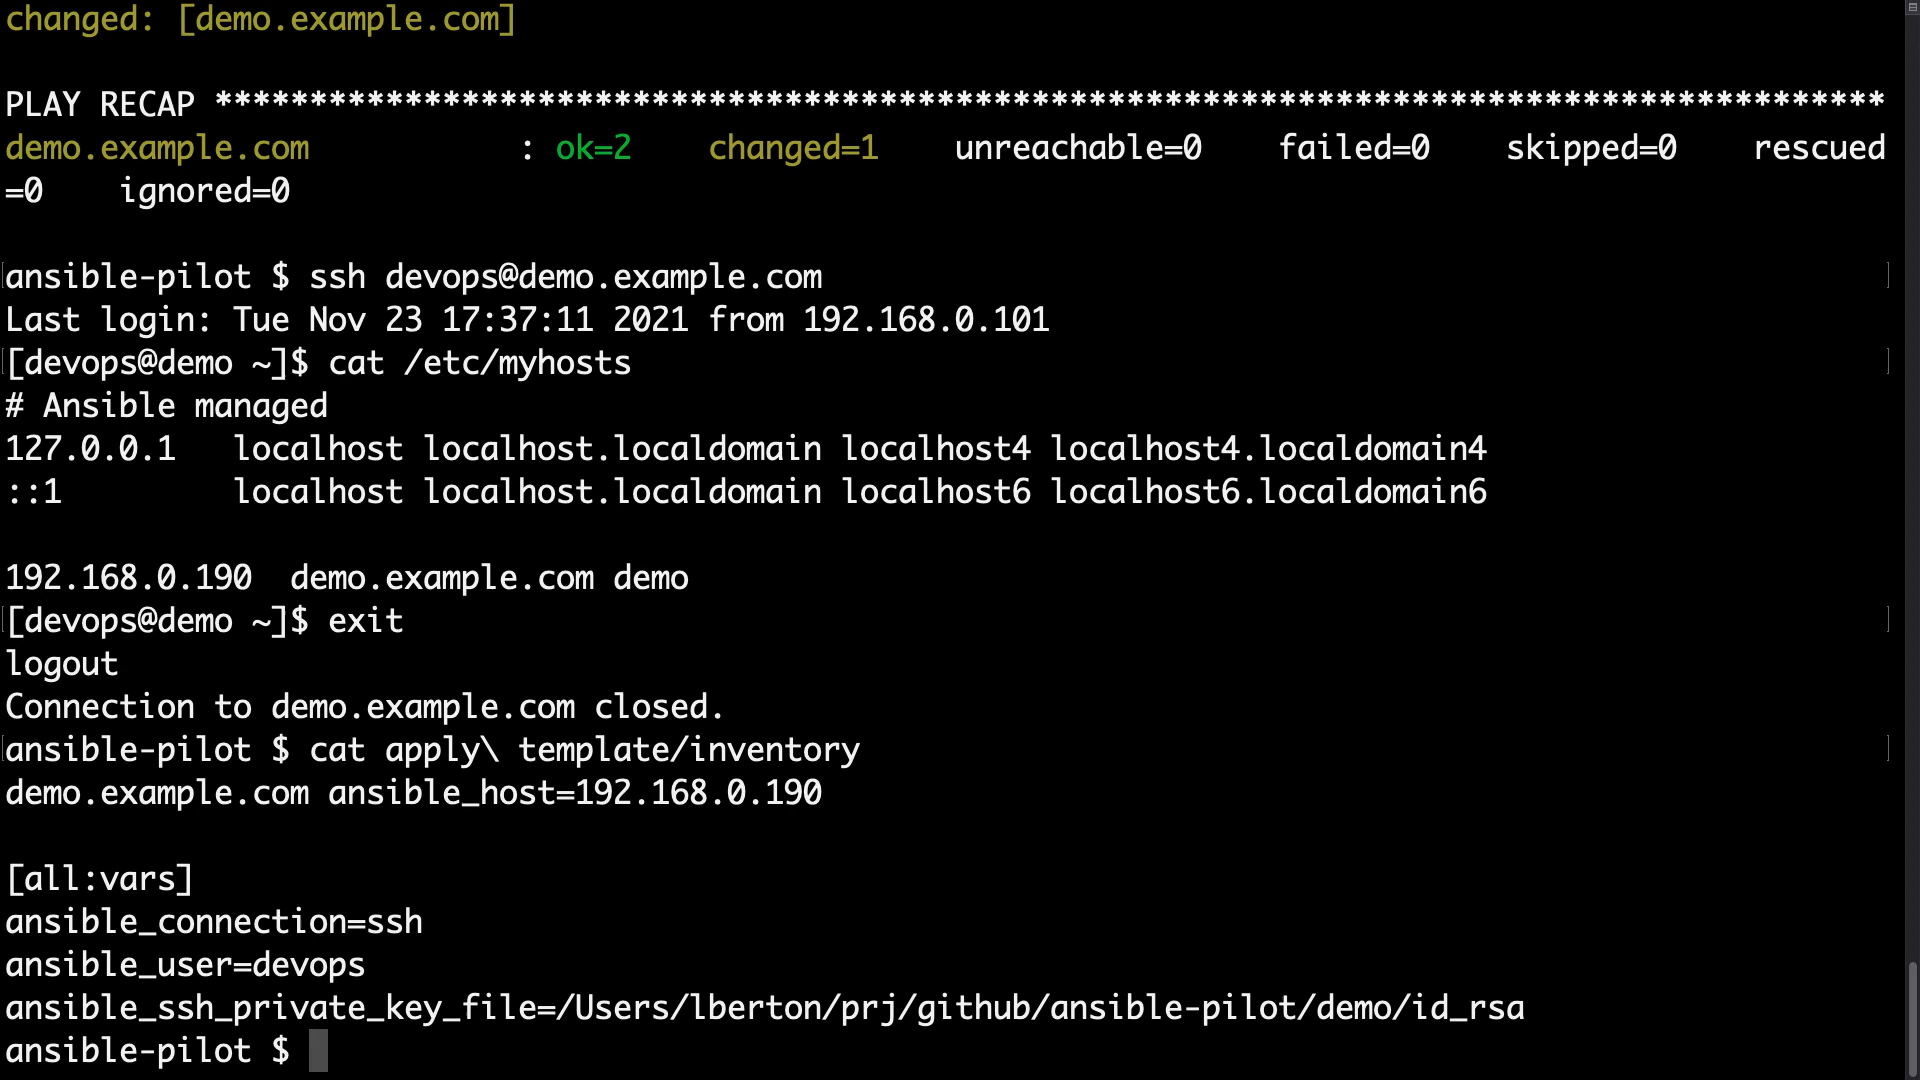 changed: [demo.example.com]
PLAY RECAP ****************************************************************************************
demo.example.com           : ok=2    changed=1    unreachable=0    failed=0    skipped=0    rescued
=0    ignored=0
ansible-pilot $ ssh devops@demo.example.com
Last login: Tue Nov 23 17:37:11 2021 from 192.168.0.101
[devops@demo ~]$ cat /etc/myhosts
# Ansible managed
127.0.0.1   localhost localhost.localdomain localhost4 localhost4.localdomain4
::1         localhost localhost.localdomain localhost6 localhost6.localdomain6
192.168.0.190  demo.example.com demo
[devops@demo ~]$ exit
logout
Connection to demo.example.com closed.
ansible-pilot $ cat apply\ template/inventory
demo.example.com ansible_host=192.168.0.190
[all:vars]
ansible_connection=ssh
ansible_user=devops
ansible_ssh_private_key_file=/Users/lberton/prj/github/ansible-pilot/demo/id_rsa
ansible-pilot $